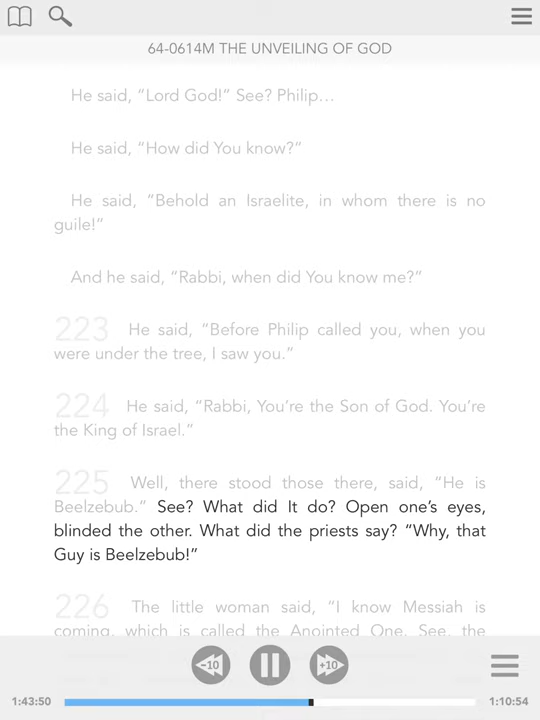 64-0614M THE UNVEILING OF GOD
He said, “Lord God!” See? Philip…
He said, “How did You know?”
He said, “Behold an Israelite, in whom there is no
guile!”
And he said, “Rabbi, when did You know me?”
223 He said, “Before Philip called you, when you
were under the tree, I saw you.”
224 He said, “Rabbi, You’re the Son of God. You’re
the King of Israel.”
225 Well, there stood those there, said, “He is
Beelzebub.” See? What did It do? Open one’s eyes,
blinded the other. What did the priests say? “Why, that
Guy is Beelzebub!”
226 The little woman said, “I know Messiah is
coming, which is called the Anointed One. See, the
-10 +10
1:43:50 1:10:54